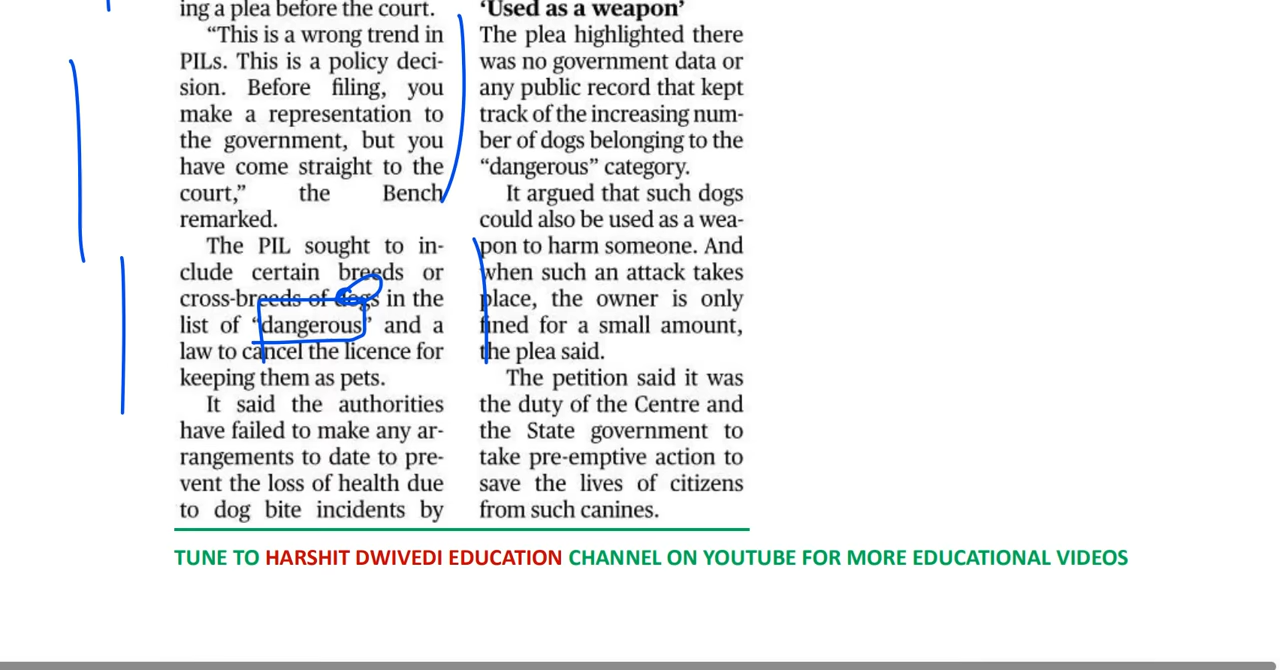 ing a plea before the court.
“This is a wrong trend in
PILs. This is a policy deci-
sion. Before filing, you
make a representation to
the government, but you
have come straight to the
court,” the Bench
remarked.
The PIL sought to in-
clude certain breeds or
cross-breeds of dogs in the
list of “dangerous” and a
law to cancel the licence for
keeping them as pets.
It said the authorities
have failed to make any ar-
rangements to date to pre-
vent the loss of health due
to dog bite incidents by
‘Used as a weapon’
The plea highlighted there
was no government data or
any public record that kept
track of the increasing num-
ber of dogs belonging to the
“dangerous” category.
It argued that such dogs
could also be used as a wea-
pon to harm someone. And
when such an attack takes
place, the owner is only
fined for a small amount,
the plea said.
The petition said it was
the duty of the Centre and
the State government to
take pre-emptive action to
save the lives of citizens
from such canines.
TUNE TO HARSHIT DWIVEDI EDUCATION CHANNEL ON YOUTUBE FOR MORE EDUCATIONAL VIDEOS